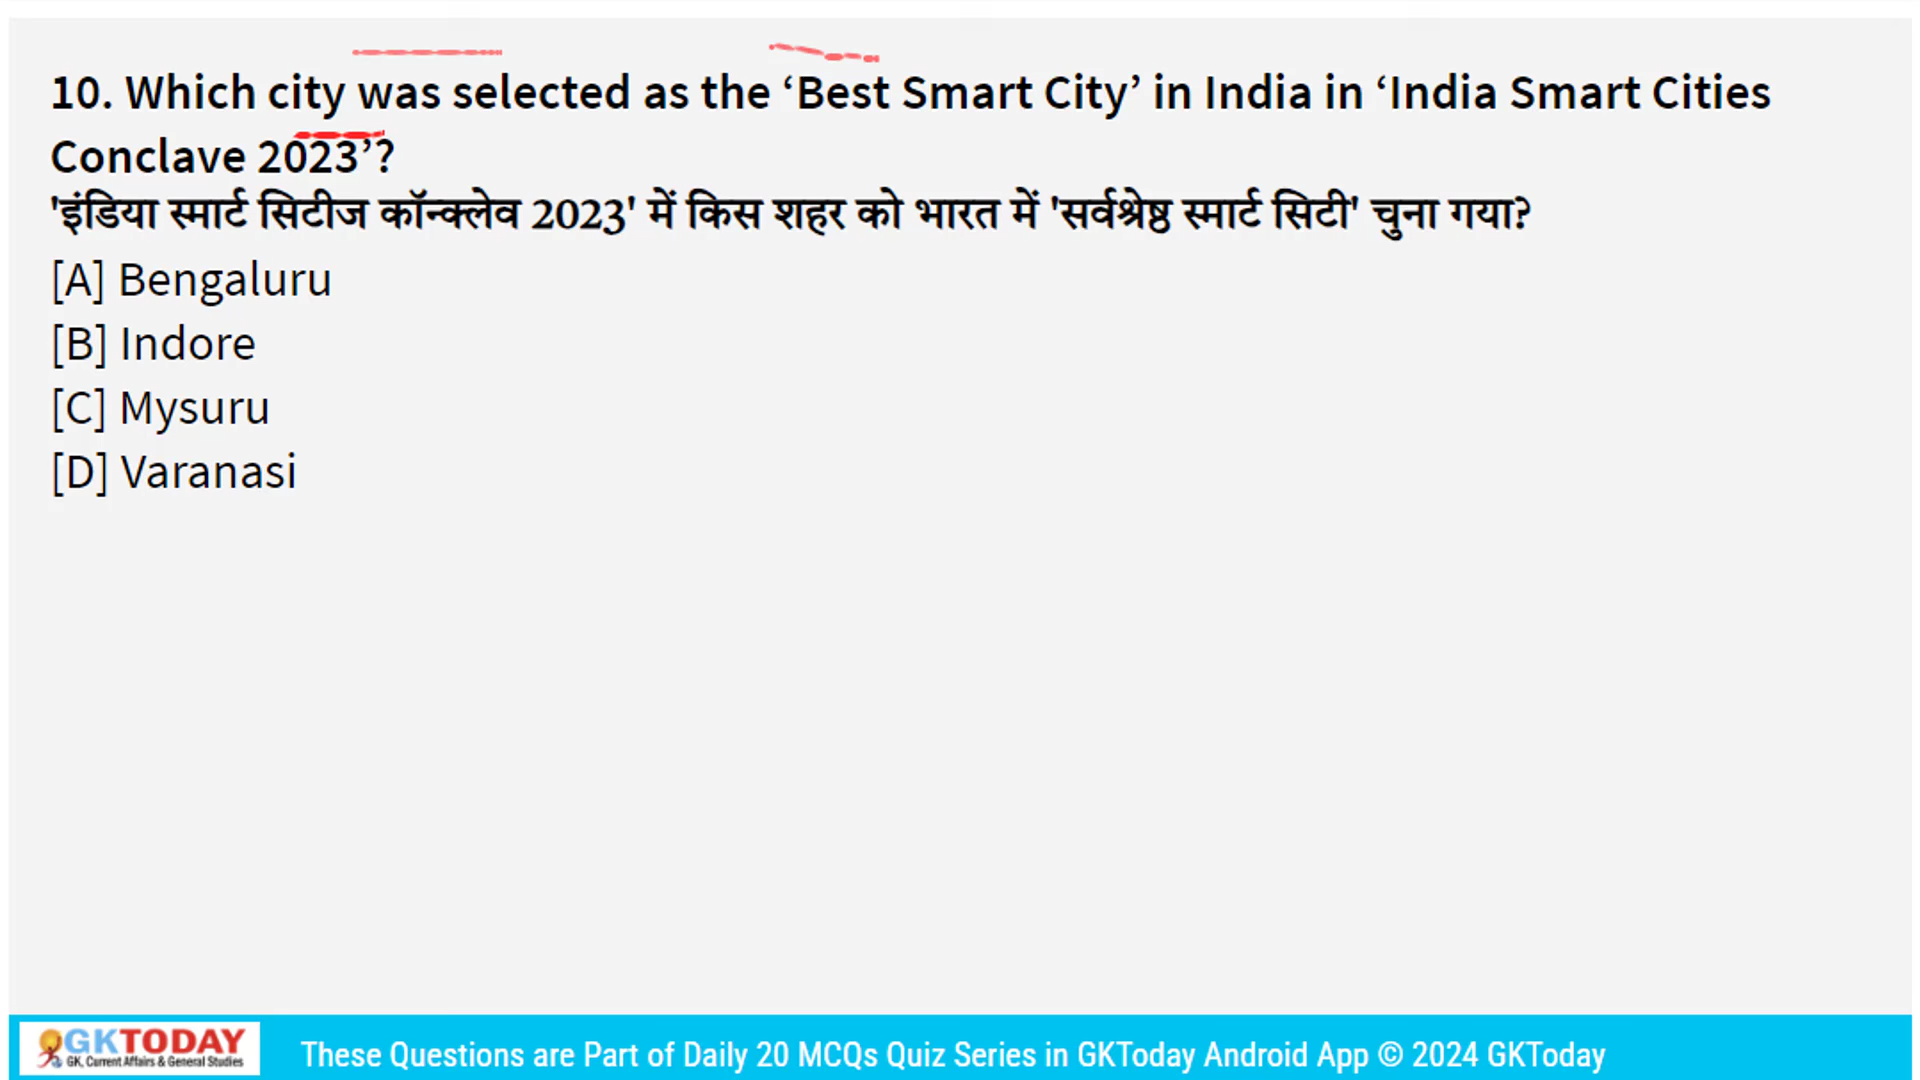 10. Which city was selected as the ‘Best Smart City’ in India in ‘India Smart Cities
Conclave 2023’?
'इंडिया स्मार्ट सिटीज कॉन्क्लेव 2023' में किस शहर को भारत में 'सर्वश्रेष्ठ स्मार्ट सिटी' चुना गया?
[A] Bengaluru
[B] Indore
[C] Mysuru
[D] Varanasi
GKTODAY
GK, Current Affairs & General Studies
These Questions are Part of Daily 20 MCQs Quiz Series in GKToday Android App © 2024 GKToday